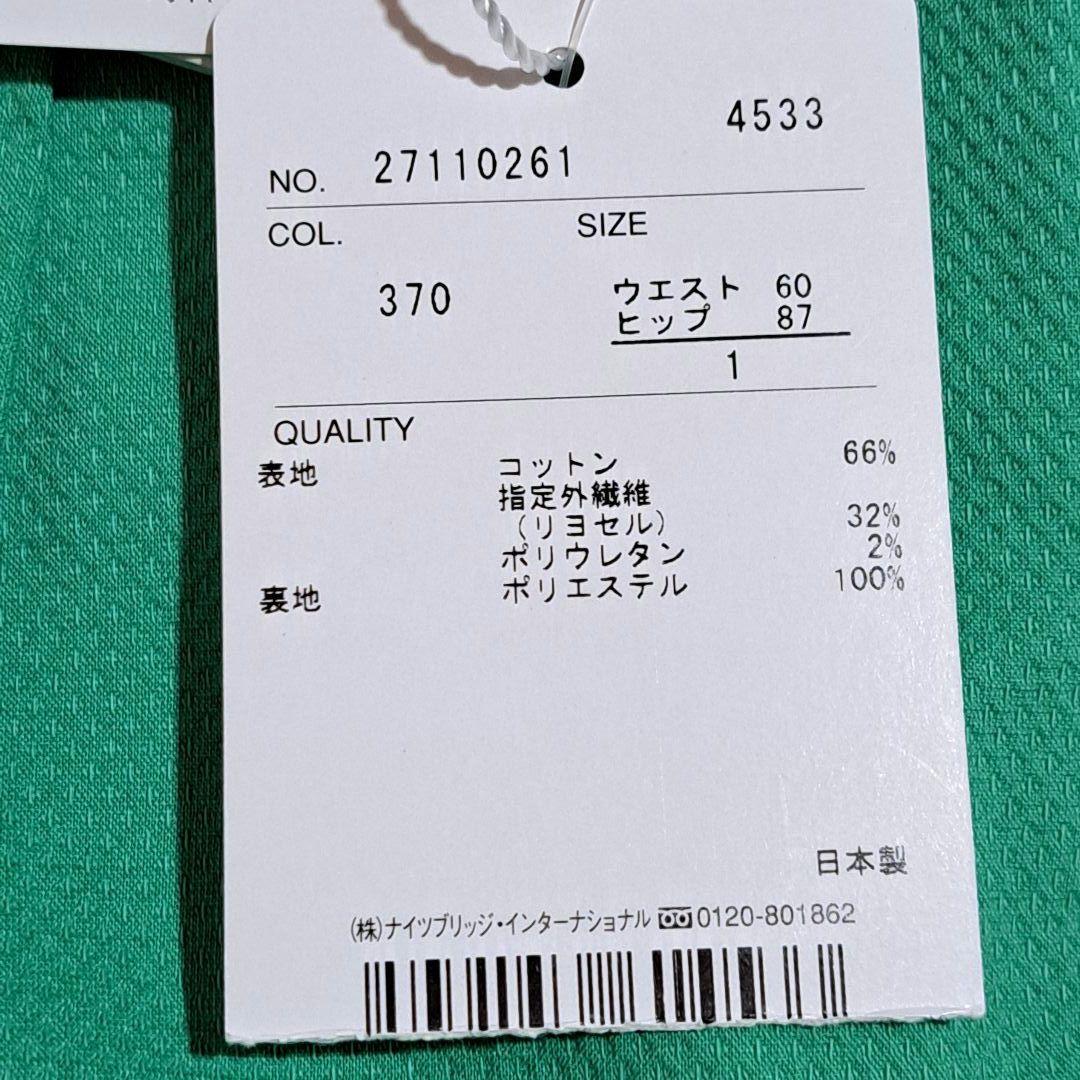 4533
NO. 27110261
COL. SIZE
370 ウエスト 60
ヒップ 87
1
QUALITY
表地 コットン 66%
指定外繊維
(リヨセル) 32%
ポリウレタン 2%
裏地 ポリエステル 100%
日本製
(株)ナイツブリッジ・インターナショナル 0120-801862